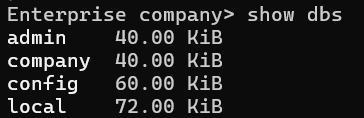 Enterprise company> show dbs
admin    40.00 KiB
company  40.00 KiB
config   60.00 KiB
local    72.00 KiB